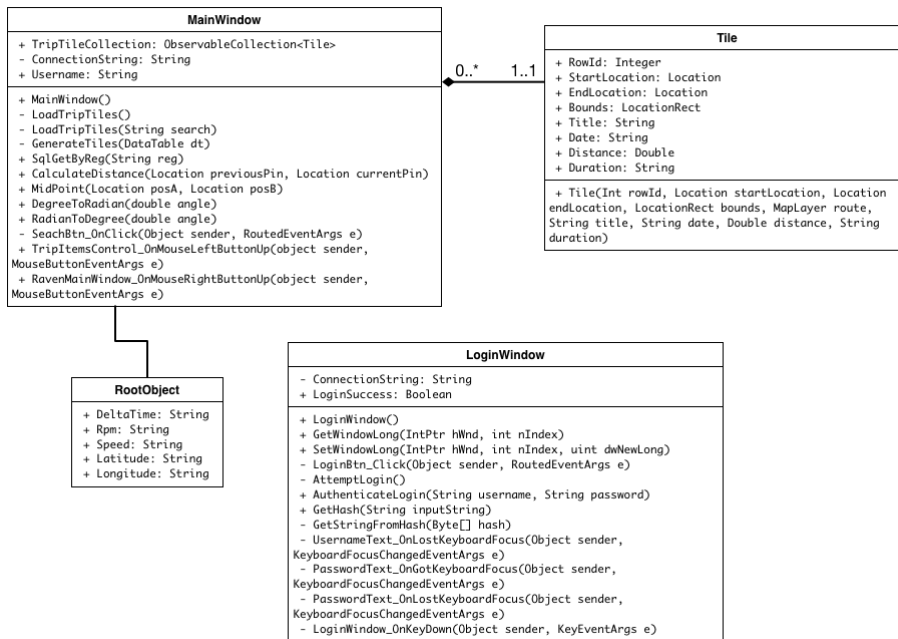 MainWindow
+ TripTileCollection: ObservableCollection<Tile>
- ConnectionString: String
+ Username: String
+ MainWindow()
- LoadTripTiles()
- LoadTripTiles(String search)
- GenerateTiles(DataTable dt)
+ SqlGetByReg(String reg)
+ CalculateDistance(Location previousPin, Location currentPin)
+ MidPoint(Location posA, Location posB)
+ DegreeToRadian(double angle)
+ RadianToDegree(double angle)
- SeachBtn_OnClick(Object sender, RoutedEventArgs e)
+ TripItemsControl_OnMouseLeftButtonUp(object sender,
MouseButtonEventArgs e)
+ RavenMainWindow_OnMouseRightButtonUp(object sender,
MouseButtonEventArgs e)
0..* 1..1
Tile
+ RowId: Integer
+ StartLocation: Location
+ EndLocation: Location
+ Bounds: LocationRect
+ Title: String
+ Date: String
+ Distance: Double
+ Duration: String
+ Tile(Int rowId, Location startLocation, Location
endLocation, LocationRect bounds, MapLayer route,
String title, String date, Double distance, String
duration)
RootObject
+ DeltaTime: String
+ Rpm: String
+ Speed: String
+ Latitude: String
+ Longitude: String
LoginWindow
- ConnectionString: String
+ LoginSuccess: Boolean
+ LoginWindow()
+ GetWindowLong(IntPtr hWnd, int nIndex)
+ SetWindowLong(IntPtr hWnd, int nIndex, uint dwNewLong)
- LoginBtn_Click(Object sender, RoutedEventArgs e)
- AttemptLogin()
+ AuthenticateLogin(String username, String password)
+ GetHash(String inputString)
- GetStringFromHash(Byte[] hash)
- UsernameText_OnLostKeyboardFocus(Object sender,
KeyboardFocusChangedEventArgs e)
- PasswordText_OnGotKeyboardFocus(Object sender,
KeyboardFocusChangedEventArgs e)
- PasswordText_OnLostKeyboardFocus(Object sender,
KeyboardFocusChangedEventArgs e)
- LoginWindow_OnKeyDown(Object sender, KeyEventArgs e)